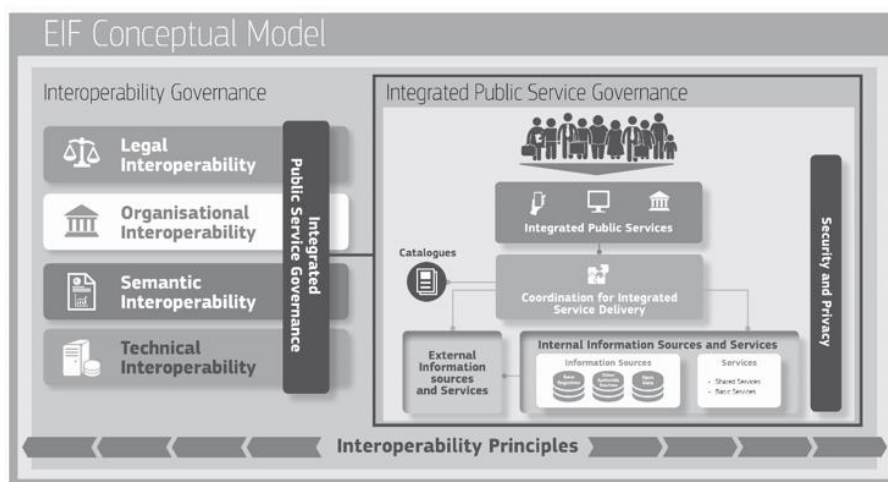 EIF Conceptual Model
Interoperability Governance
Legal
Interoperability
Organisational
Interoperability
Semantic
Interoperability
Technical
Interoperability
Integrated
Public Service Governance
Integrated Public Service Governance
Integrated Public Services
Catalogues
Coordination for Integrated
Service Delivery
External
Information
sources
and Services
Internal Information Sources and Services
Information Sources
Base
Registries
Open
Data
Services
- Shared Services
- Basic Services
Security and Privacy
Interoperability Principles